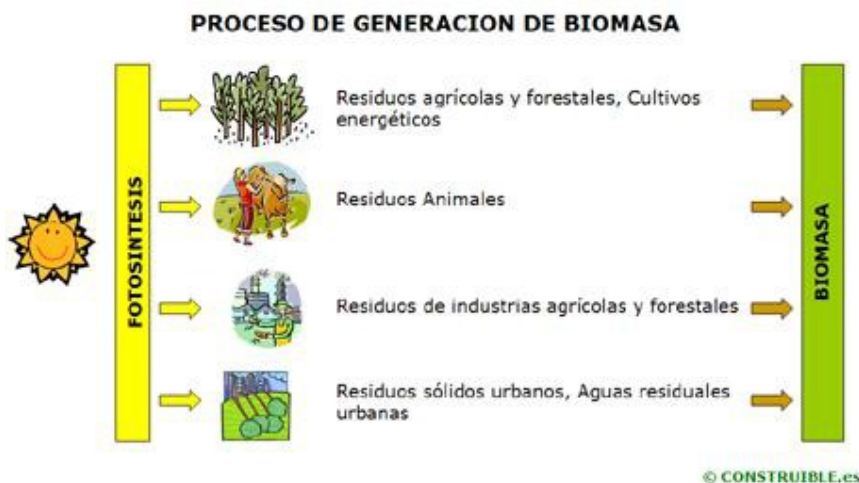 PROCESO DE GENERACION DE BIOMASA
FOTOSINTESIS
Residuos agrícolas y forestales, Cultivos
energéticos
Residuos Animales
Residuos de industrias agrícolas y forestales
Residuos sólidos urbanos, Aguas residuales
urbanas
BIOMASA
© CONSTRUIBLE.es